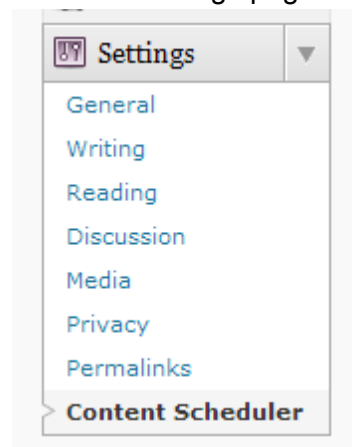 Settings
General
Writing
Reading
Discussion
Media
Privacy
Permalinks
Content Scheduler